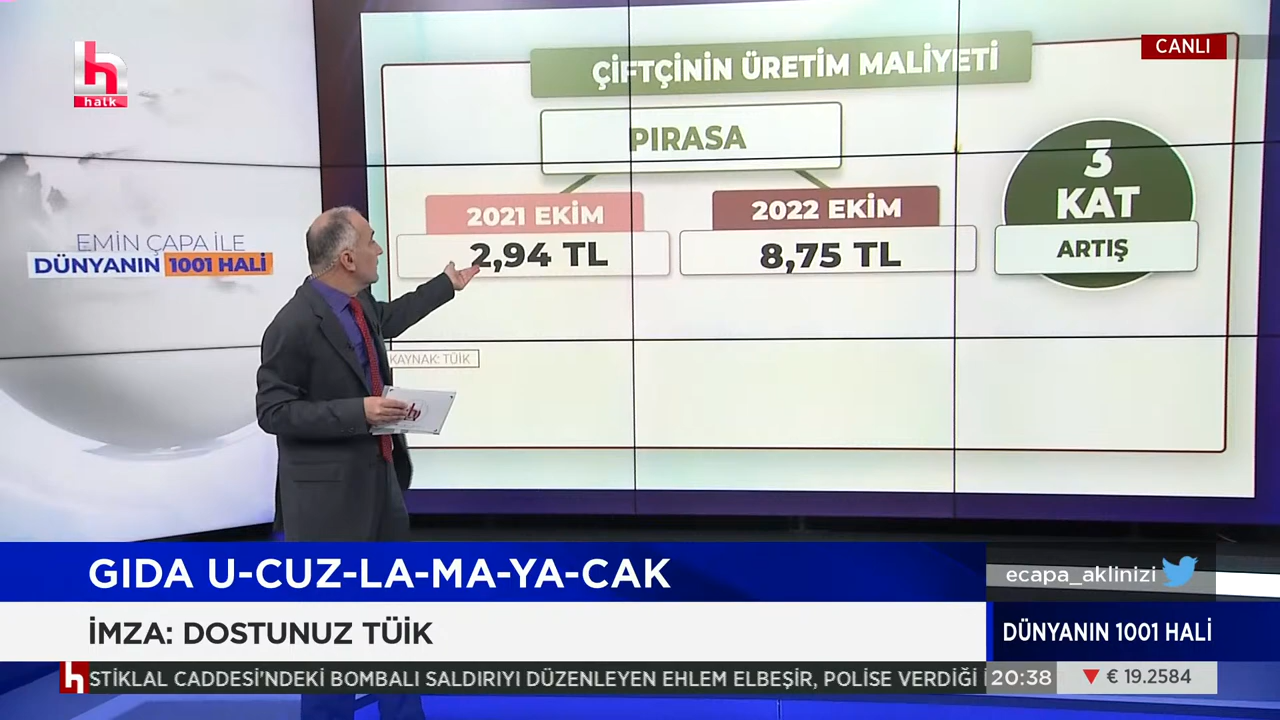 CANLI
halk
ÇİFTÇİNİN ÜRETİM MALİYETİ
PIRASA
3
KAT
ARTIŞ
2021 EKİM
2022 EKİM
2,94 TL
8,75 TL
EMİN ÇAPA İLE
DÜNYANIN 1001 HALİ
KAYNAK: TÜİK
GIDA U-CUZ-LA-MA-YA-CAK
ecapa_aklinizi
İMZA: DOSTUNUZ TÜİK
DÜNYANIN 1001 HALİ
STİKLAL CADDESİ'NDEKİ BOMBALI SALDIRIYI DÜZENLEYEN EHLEM ELBEŞİR, POLİSE VERDİĞİ
20:38
€ 19.2584